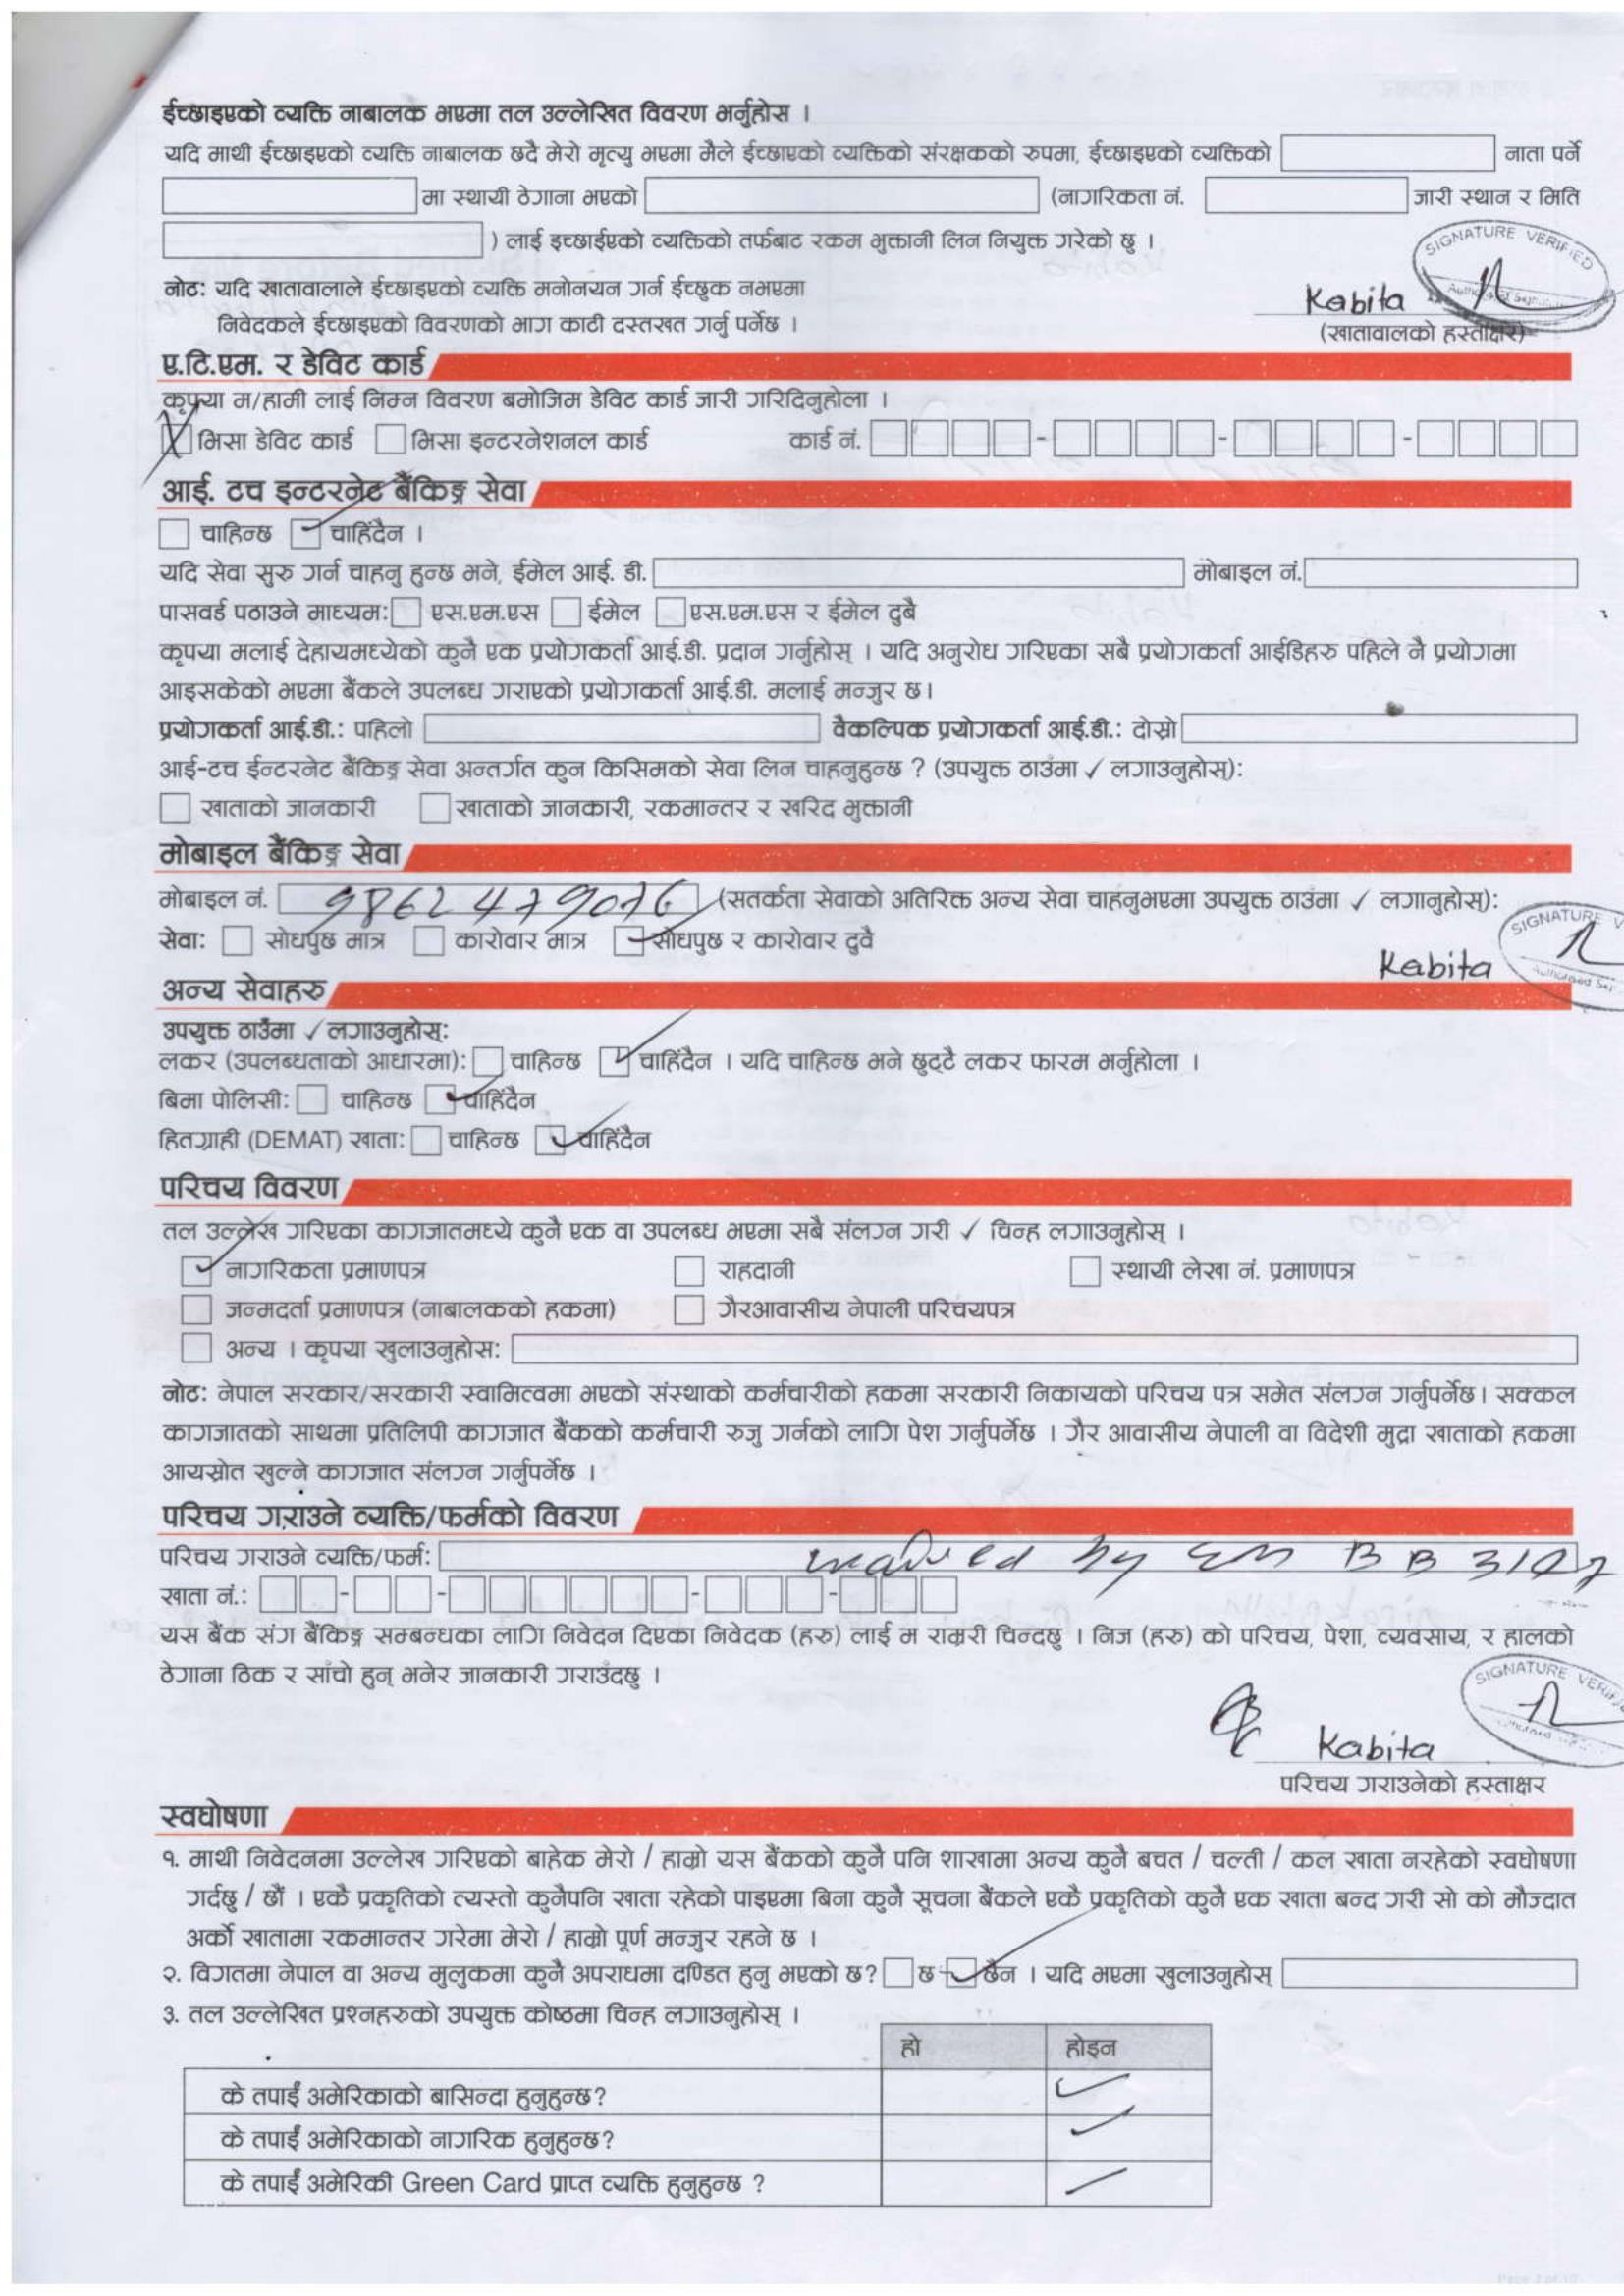 ईच्छाइएको व्यक्ति नाबालक भएमा तल उल्लेखित विवरण भर्नुहोस ।
यदि माथी ईच्छाइएको व्यक्ति नाबालक छदै मेरो मृत्यु भएमा मैले ईच्छाएको व्यक्तिको संरक्षकको रुपमा, ईच्छाइएको व्यक्तिको नाता पर्ने
मा स्थायी ठेगाना भएको (नागरिकता नं. जारी स्थान र मिति
) लाई इच्छाईएको व्यक्तिको तर्फबाट रकम भुक्तानी लिन नियुक्त गरेको छु ।
SIGNATURE VERIFIED
नोट: यदि खातावालाले ईच्छाइएको व्यक्ति मनोनयन गर्न ईच्छुक नभएमा
Kabita
निवेदकले ईच्छाइएको विवरणको भाग काटी दस्तखत गर्नु पर्नेछ ।
(खातावालको हस्ताक्षर)
ए.टि.एम. र डेविट कार्ड
कृपया म/हामी लाई निम्न विवरण बमोजिम डेविट कार्ड जारी गरिदिनुहोला ।
भिसा डेविट कार्ड भिसा इन्टरनेशनल कार्ड कार्ड नं. - - -
आई. टच इन्टरनेट बैंकिङ्ग सेवा
चाहिन्छ चाहिंदैन ।
यदि सेवा सुरु गर्न चाहनु हुन्छ भने, ईमेल आई. डी. मोबाइल नं.
पासवर्ड पठाउने माध्यम: एस.एम.एस ईमेल एस.एम.एस र ईमेल दुबै
कृपया मलाई देहायमध्येको कुनै एक प्रयोगकर्ता आई.डी. प्रदान गर्नुहोस् । यदि अनुरोध गरिएका सबै प्रयोगकर्ता आईडिहरु पहिले नै प्रयोगमा
आइसकेको भएमा बैंकले उपलब्ध गराएको प्रयोगकर्ता आई.डी. मलाई मन्जुर छ।
प्रयोगकर्ता आई.डी.: पहिलो वैकल्पिक प्रयोगकर्ता आई.डी.: दोस्रो
आई-टच ईन्टरनेट बैंकिङ्ग सेवा अन्तर्गत कुन किसिमको सेवा लिन चाहनुहुन्छ ? (उपयुक्त ठाउंमा ✓ लगाउनुहोस्):
खाताको जानकारी खाताको जानकारी, रकमान्तर र खरिद भुक्तानी
मोबाइल बैंकिङ्ग सेवा
मोबाइल नं. 9862479076 (सतर्कता सेवाको अतिरिक्त अन्य सेवा चाहनुभएमा उपयुक्त ठाउंमा ✓ लगानुहोस्):
सेवा: सोधपुछ मात्र कारोवार मात्र सोधपुछ र कारोवार दुवै
SIGNATURE
Kabita
अन्य सेवाहरु
उपयुक्त ठाउँमा ✓ लगाउनुहोस्:
लकर (उपलब्धताको आधारमा): चाहिन्छ चाहिंदैन । यदि चाहिन्छ भने छुट्टै लकर फारम भर्नुहोला ।
बिमा पोलिसी: चाहिन्छ चाहिंदैन
हितग्राही (DEMAT) खाता: चाहिन्छ चाहिंदैन
परिचय विवरण
तल उल्लेख गरिएका कागजातमध्ये कुनै एक वा उपलब्ध भएमा सबै संलग्न गरी ✓ चिन्ह लगाउनुहोस् ।
नागरिकता प्रमाणपत्र राहदानी स्थायी लेखा नं. प्रमाणपत्र
जन्मदर्ता प्रमाणपत्र (नाबालकको हकमा) गैरआवासीय नेपाली परिचयपत्र
अन्य । कृपया खुलाउनुहोस:
नोट: नेपाल सरकार/सरकारी स्वामित्वमा भएको संस्थाको कर्मचारीको हकमा सरकारी निकायको परिचय पत्र समेत संलग्न गर्नुपर्नेछ। सक्कल
कागजातको साथमा प्रतिलिपी कागजात बैंकको कर्मचारी रुजु गर्नको लागि पेश गर्नुपर्नेछ । गैर आवासीय नेपाली वा विदेशी मुद्रा खाताको हकमा
आयस्रोत खुल्ने कागजात संलग्न गर्नुपर्नेछ ।
परिचय गराउने व्यक्ति/फर्मको विवरण
परिचय गराउने व्यक्ति/फर्म: waived by
खाता नं.: - - - -
यस बैंक संग बैंकिङ्ग सम्बन्धका लागि निवेदन दिएका निवेदक (हरु) लाई म राम्ररी चिन्दछु । निज (हरु) को परिचय, पेशा, व्यवसाय, र हालको
ठेगाना ठिक र सांचो हुन् भनेर जानकारी गराउँदछु ।
SIGNATURE
Kabita
परिचय गराउनेको हस्ताक्षर
स्वघोषणा
१. माथी निवेदनमा उल्लेख गरिएको बाहेक मेरो / हाम्रो यस बैंकको कुनै पनि शाखामा अन्य कुनै बचत / चल्ती / कल खाता नरहेको स्वघोषणा
गर्दछु / छौं । एकै प्रकृतिको त्यस्तो कुनैपनि खाता रहेको पाइएमा बिना कुनै सूचना बैंकले एकै प्रकृतिको कुनै एक खाता बन्द गरी सो को मौज्दात
अर्को खातामा रकमान्तर गरेमा मेरो / हाम्रो पूर्ण मन्जुर रहने छ ।
२. विगतमा नेपाल वा अन्य मुलुकमा कुनै अपराधमा दण्डित हुनु भएको छ? छ छैन । यदि भएमा खुलाउनुहोस्
३. तल उल्लेखित प्रश्नहरुको उपयुक्त कोष्ठमा चिन्ह लगाउनुहोस् ।
हो होइन
के तपाईं अमेरिकाको बासिन्दा हुनुहुन्छ?
के तपाईं अमेरिकाको नागरिक हुनुहुन्छ?
के तपाईं अमेरिकी Green Card प्राप्त व्यक्ति हुनुहुन्छ ?